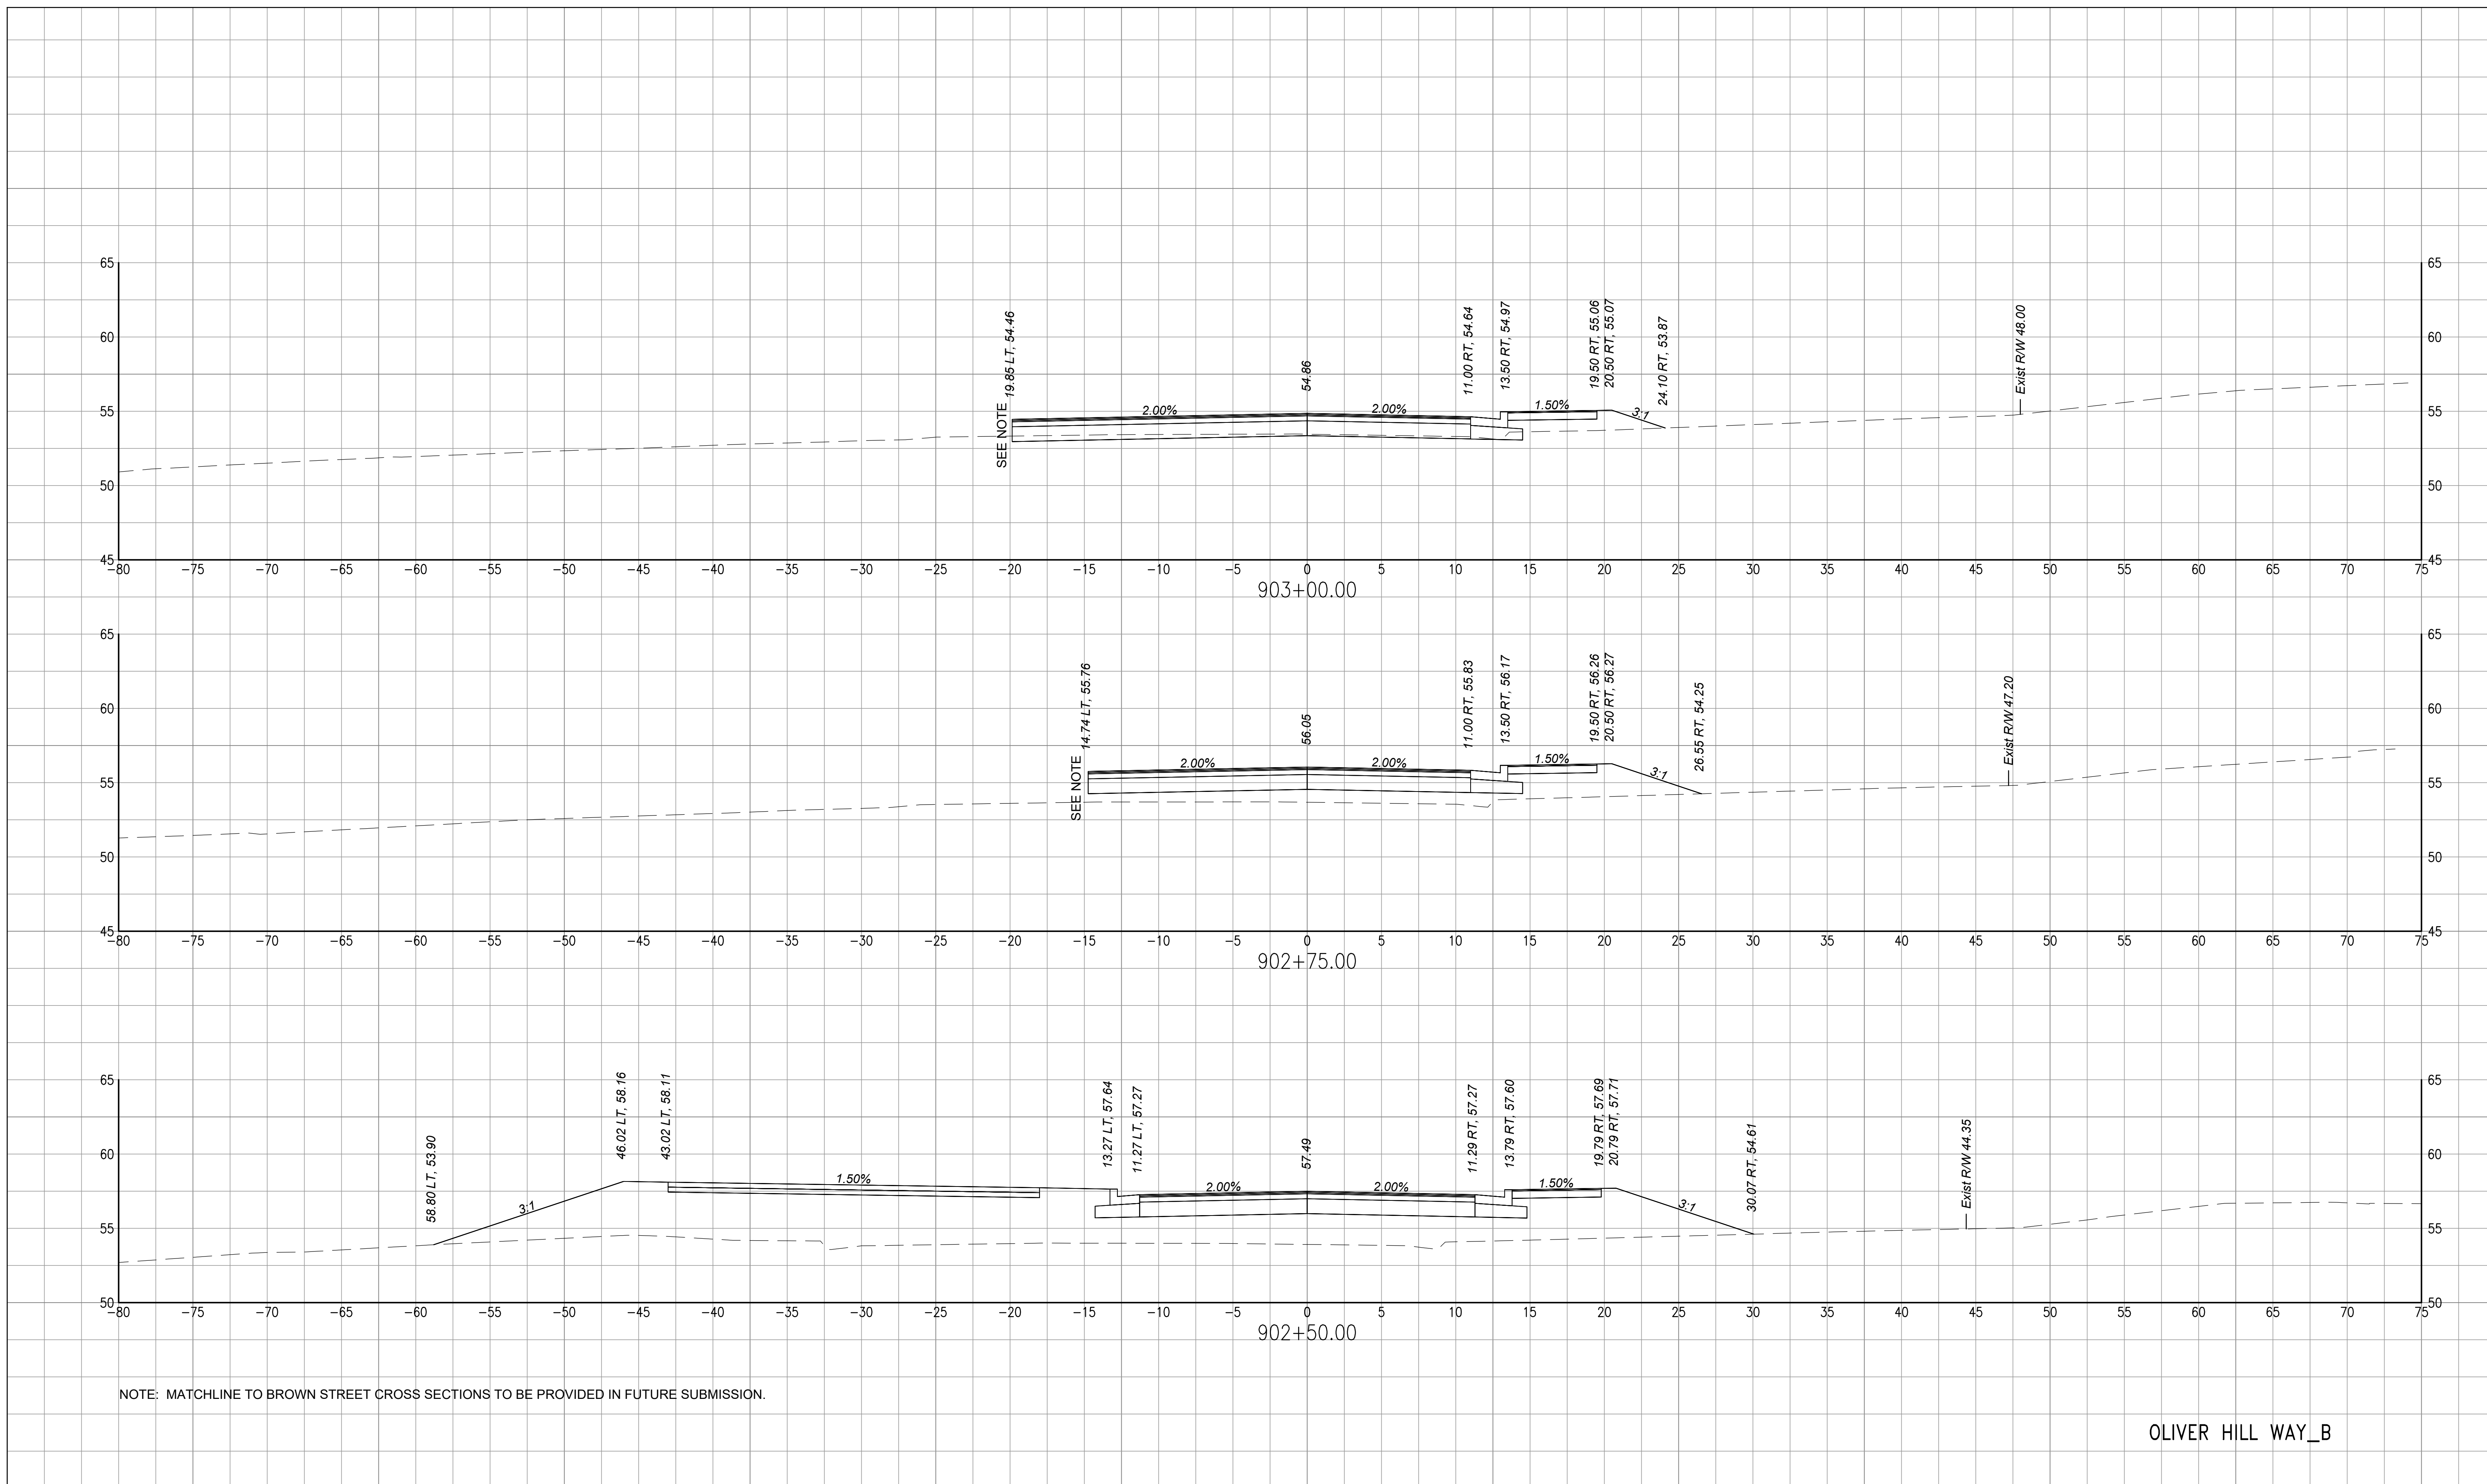 19.85 LT, 54.46
SEE NOTE
54.86
11.00 RT, 54.64
13.50 RT, 54.97
19.50 RT, 55.06
20.50 RT, 55.07
24.10 RT, 53.87
Exist R/W 48.00
2.00%
2.00%
1.50%
3:1
65
60
55
50
45
65
60
55
50
45
-80 -75 -70 -65 -60 -55 -50 -45 -40 -35 -30 -25 -20 -15 -10 -5 0 5 10 15 20 25 30 35 40 45 50 55 60 65 70 75
903+00.00
14.74 LT, 55.76
SEE NOTE
56.05
11.00 RT, 55.83
13.50 RT, 56.17
19.50 RT, 56.26
20.50 RT, 56.27
26.55 RT, 54.25
Exist R/W 47.20
2.00%
2.00%
1.50%
3:1
65
60
55
50
45
65
60
55
50
45
-80 -75 -70 -65 -60 -55 -50 -45 -40 -35 -30 -25 -20 -15 -10 -5 0 5 10 15 20 25 30 35 40 45 50 55 60 65 70 75
902+75.00
58.80 LT, 53.90
46.02 LT, 58.16
43.02 LT, 58.11
13.27 LT, 57.64
11.27 LT, 57.27
57.49
11.29 RT, 57.27
13.79 RT, 57.60
19.79 RT, 57.69
20.79 RT, 57.71
30.07 RT, 54.61
Exist R/W 44.35
3:1
1.50%
2.00%
2.00%
1.50%
3:1
65
60
55
50
65
60
55
50
-80 -75 -70 -65 -60 -55 -50 -45 -40 -35 -30 -25 -20 -15 -10 -5 0 5 10 15 20 25 30 35 40 45 50 55 60 65 70 75
902+50.00
NOTE: MATCHLINE TO BROWN STREET CROSS SECTIONS TO BE PROVIDED IN FUTURE SUBMISSION.
OLIVER HILL WAY_B